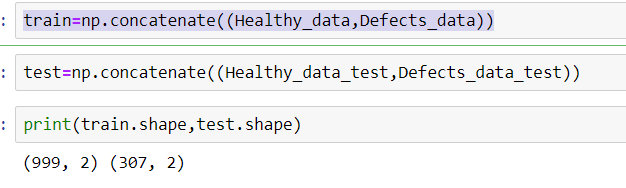 : train=np.concatenate((Healthy_data,Defects_data))
: test=np.concatenate((Healthy_data_test,Defects_data_test))
: print(train.shape,test.shape)
(999, 2) (307, 2)